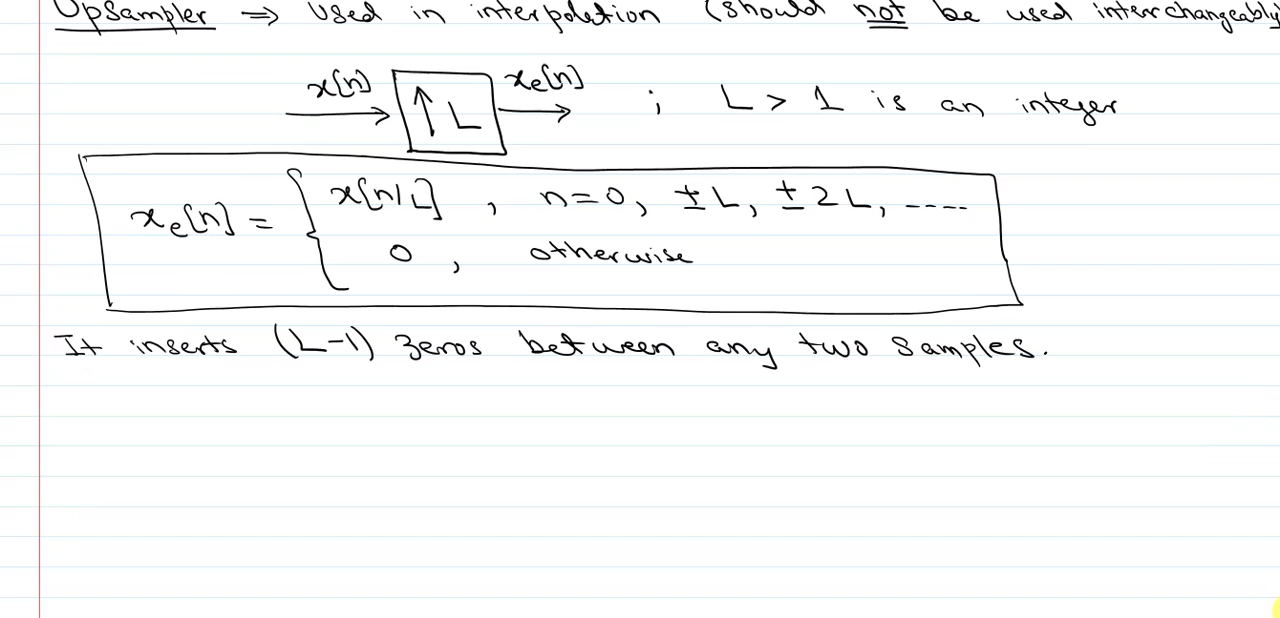 Upsampler ⇒ Used in interpolation (should not be used interchangeably
x[n] ↑L xe[n] ; L > 1 is an integer
xe[n] = { x[n/L] , n=0, ±L, ±2L, ----
0 , otherwise
It inserts (L-1) zeros between any two samples.